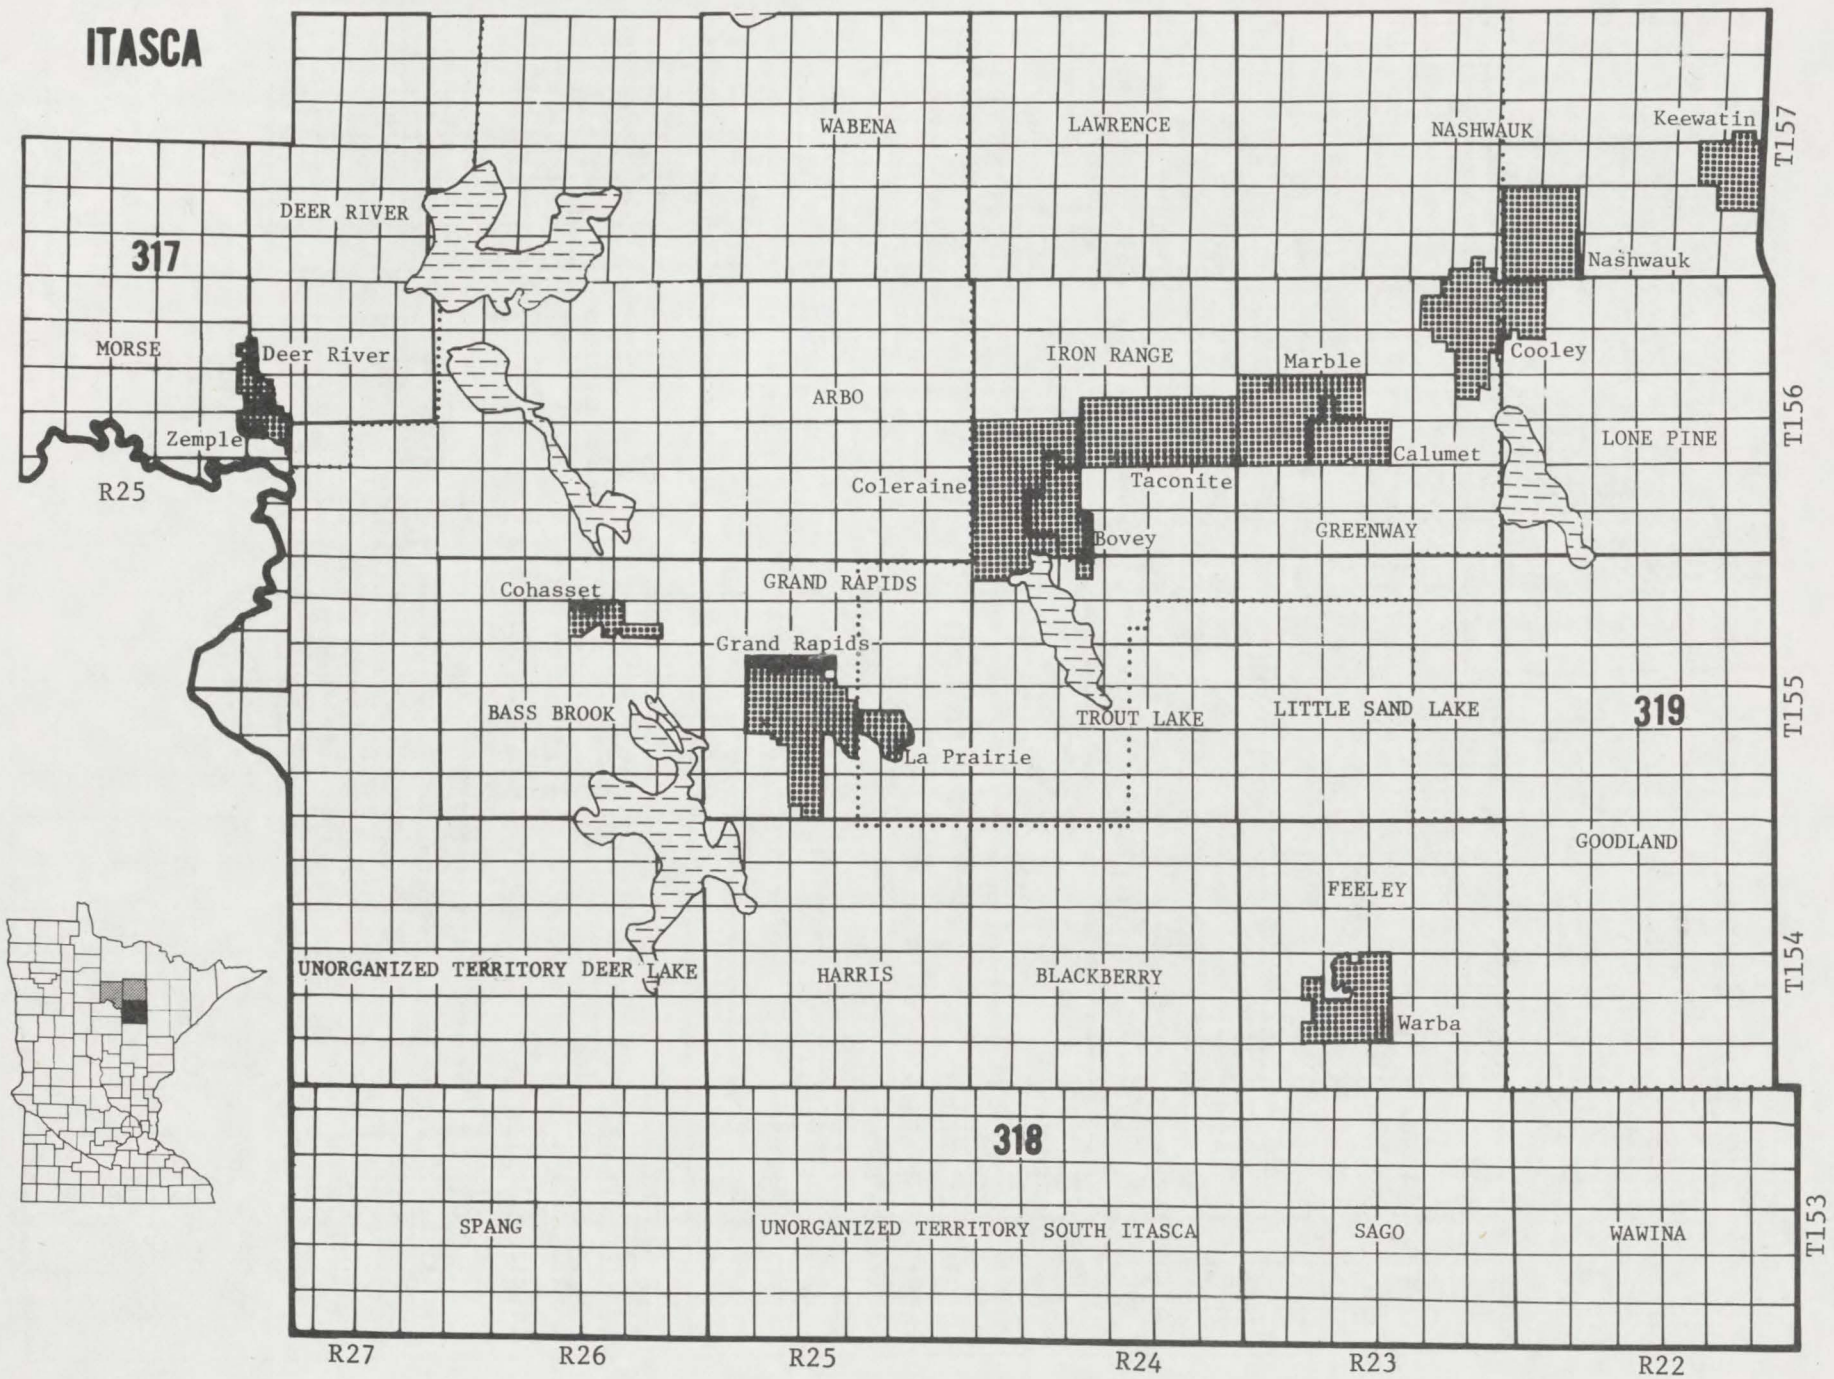 ITASCA
Keewatin
WABENA
LAWRENCE
NASHWAUK
T157
DEER RIVER
317
Nashwauk
MORSE
Deer River
IRON RANGE
Marble
Cooley
ARBO
T156
Zemple
LONE PINE
Calumet
R25
Coleraine
Taconite
GREENWAY
Bovey
Cohasset
GRAND RAPIDS
Grand Rapids
BASS BROOK
TROUT LAKE
LITTLE SAND LAKE
319
T155
La Prairie
GOODLAND
FEELEY
UNORGANIZED TERRITORY DEER LAKE
HARRIS
BLACKBERRY
T154
Warba
318
SPANG
UNORGANIZED TERRITORY SOUTH ITASCA
SAGO
WAWINA
T153
R27
R26
R25
R24
R23
R22